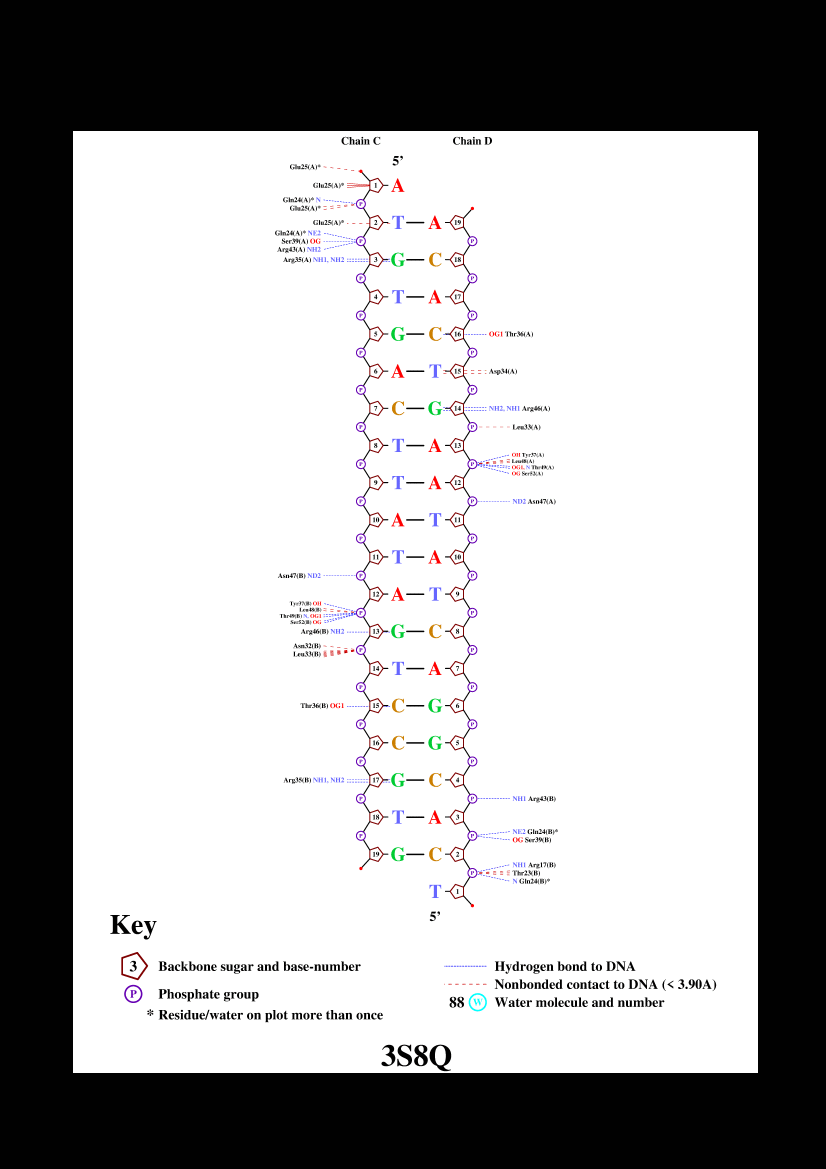 Chain C Chain D
5'
Glu25(A)*
Glu25(A)* 1 A
Gln24(A)* N
Glu25(A)* P
Glu25(A)* 2 T A 19
Gln24(A)* NE2
Ser39(A) OG P P
Arg43(A) NH2
Arg35(A) NH1, NH2 3 G C 18
P P
4 T A 17
P P
5 G C 16 OG1 Thr36(A)
P P
6 A T 15 Asp34(A)
P P
7 C G 14 NH2, NH1 Arg46(A)
P P Leu33(A)
8 T A 13
OH Tyr37(A)
P P Leu48(A)
OG1, N Thr49(A)
OG Ser52(A)
9 T A 12
P P ND2 Asn47(A)
10 A T 11
P P
11 T A 10
Asn47(B) ND2 P P
12 A T 9
Tyr37(B) OH
Leu48(B) P P
Thr49(B) N, OG1
Ser52(B) OG
Arg46(B) NH2 13 G C 8
Asn32(B) P P
Leu33(B)
14 T A 7
P P
Thr36(B) OG1 15 C G 6
P P
16 C G 5
P P
Arg35(B) NH1, NH2 17 G C 4
P P NH1 Arg43(B)
18 T A 3
P P NE2 Gln24(B)*
OG Ser39(B)
19 G C 2
NH1 Arg17(B)
P Thr23(B)
N Gln24(B)*
T 1
5'
Key
3 Backbone sugar and base-number
P Phosphate group
* Residue/water on plot more than once
Hydrogen bond to DNA
Nonbonded contact to DNA (< 3.90A)
88 W Water molecule and number
3S8Q